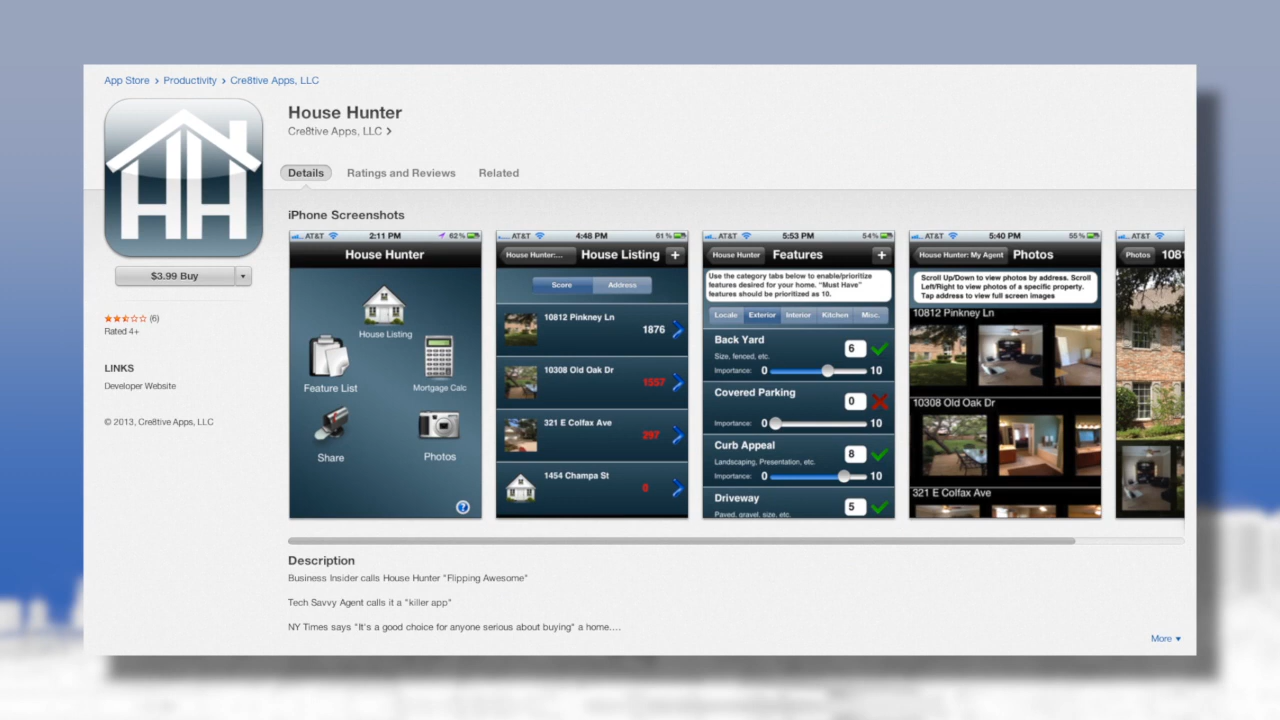 App Store › Productivity › Cre8tive Apps, LLC
House Hunter
Cre8tive Apps, LLC ›
Details Ratings and Reviews Related
HH
$3.99 Buy
(6)
Rated 4+
LINKS
Developer Website
© 2013, Cre8tive Apps, LLC
iPhone Screenshots
AT&T 2:11 PM 62%
House Hunter
House Listing
Feature List
Mortgage Calc
Share
Photos
?
AT&T 4:48 PM 61%
House Hunter:... House Listing +
Score Address
10812 Pinkney Ln
1876
10308 Old Oak Dr
1557
321 E Colfax Ave
297
1454 Champa St
0
AT&T 5:53 PM 54%
House Hunter Features +
Use the category tabs below to enable/prioritize
features desired for your home. "Must Have"
features should be prioritized as 10.
Locale Exterior Interior Kitchen Misc.
Back Yard
6
Size, fenced, etc.
Importance: 0 10
Covered Parking
0
Importance: 0 10
Curb Appeal
8
Landscaping, Presentation, etc.
Importance: 0 10
Driveway
5
Paved, gravel, size, etc.
AT&T 5:40 PM 55%
House Hunter: My Agent Photos
Scroll Up/Down to view photos by address. Scroll
Left/Right to view photos of a specific property.
Tap address to view full screen images
10812 Pinkney Ln
10308 Old Oak Dr
321 E Colfax Ave
AT&T
Photos 108
Description
Business Insider calls House Hunter "Flipping Awesome"
Tech Savvy Agent calls it a "killer app"
NY Times says "It's a good choice for anyone serious about buying" a home....
More